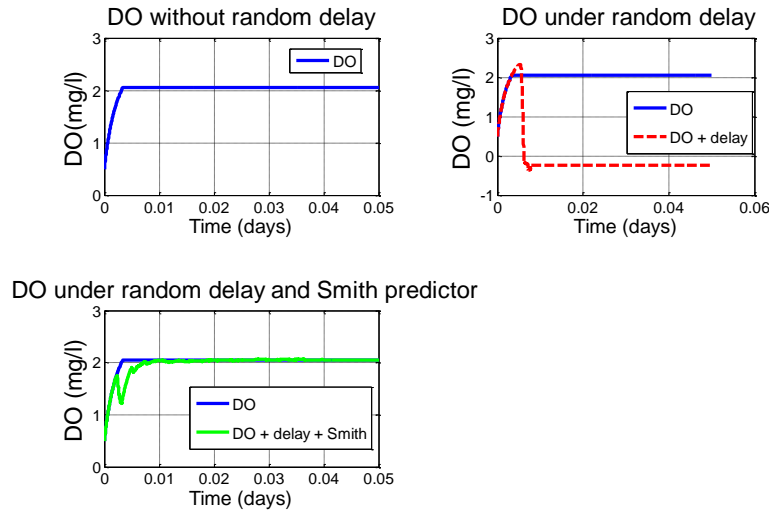 DO without random delay
3
2
1
0
DO(mg/l)
DO
0 0.01 0.02 0.03 0.04 0.05
Time (days)
DO under random delay
3
2
1
0
-1
DO (mg/l)
DO
DO + delay
0 0.02 0.04 0.06
Time (days)
DO under random delay and Smith predictor
3
2
1
0
DO (mg/l)
DO
DO + delay + Smith
0 0.01 0.02 0.03 0.04 0.05
Time (days)